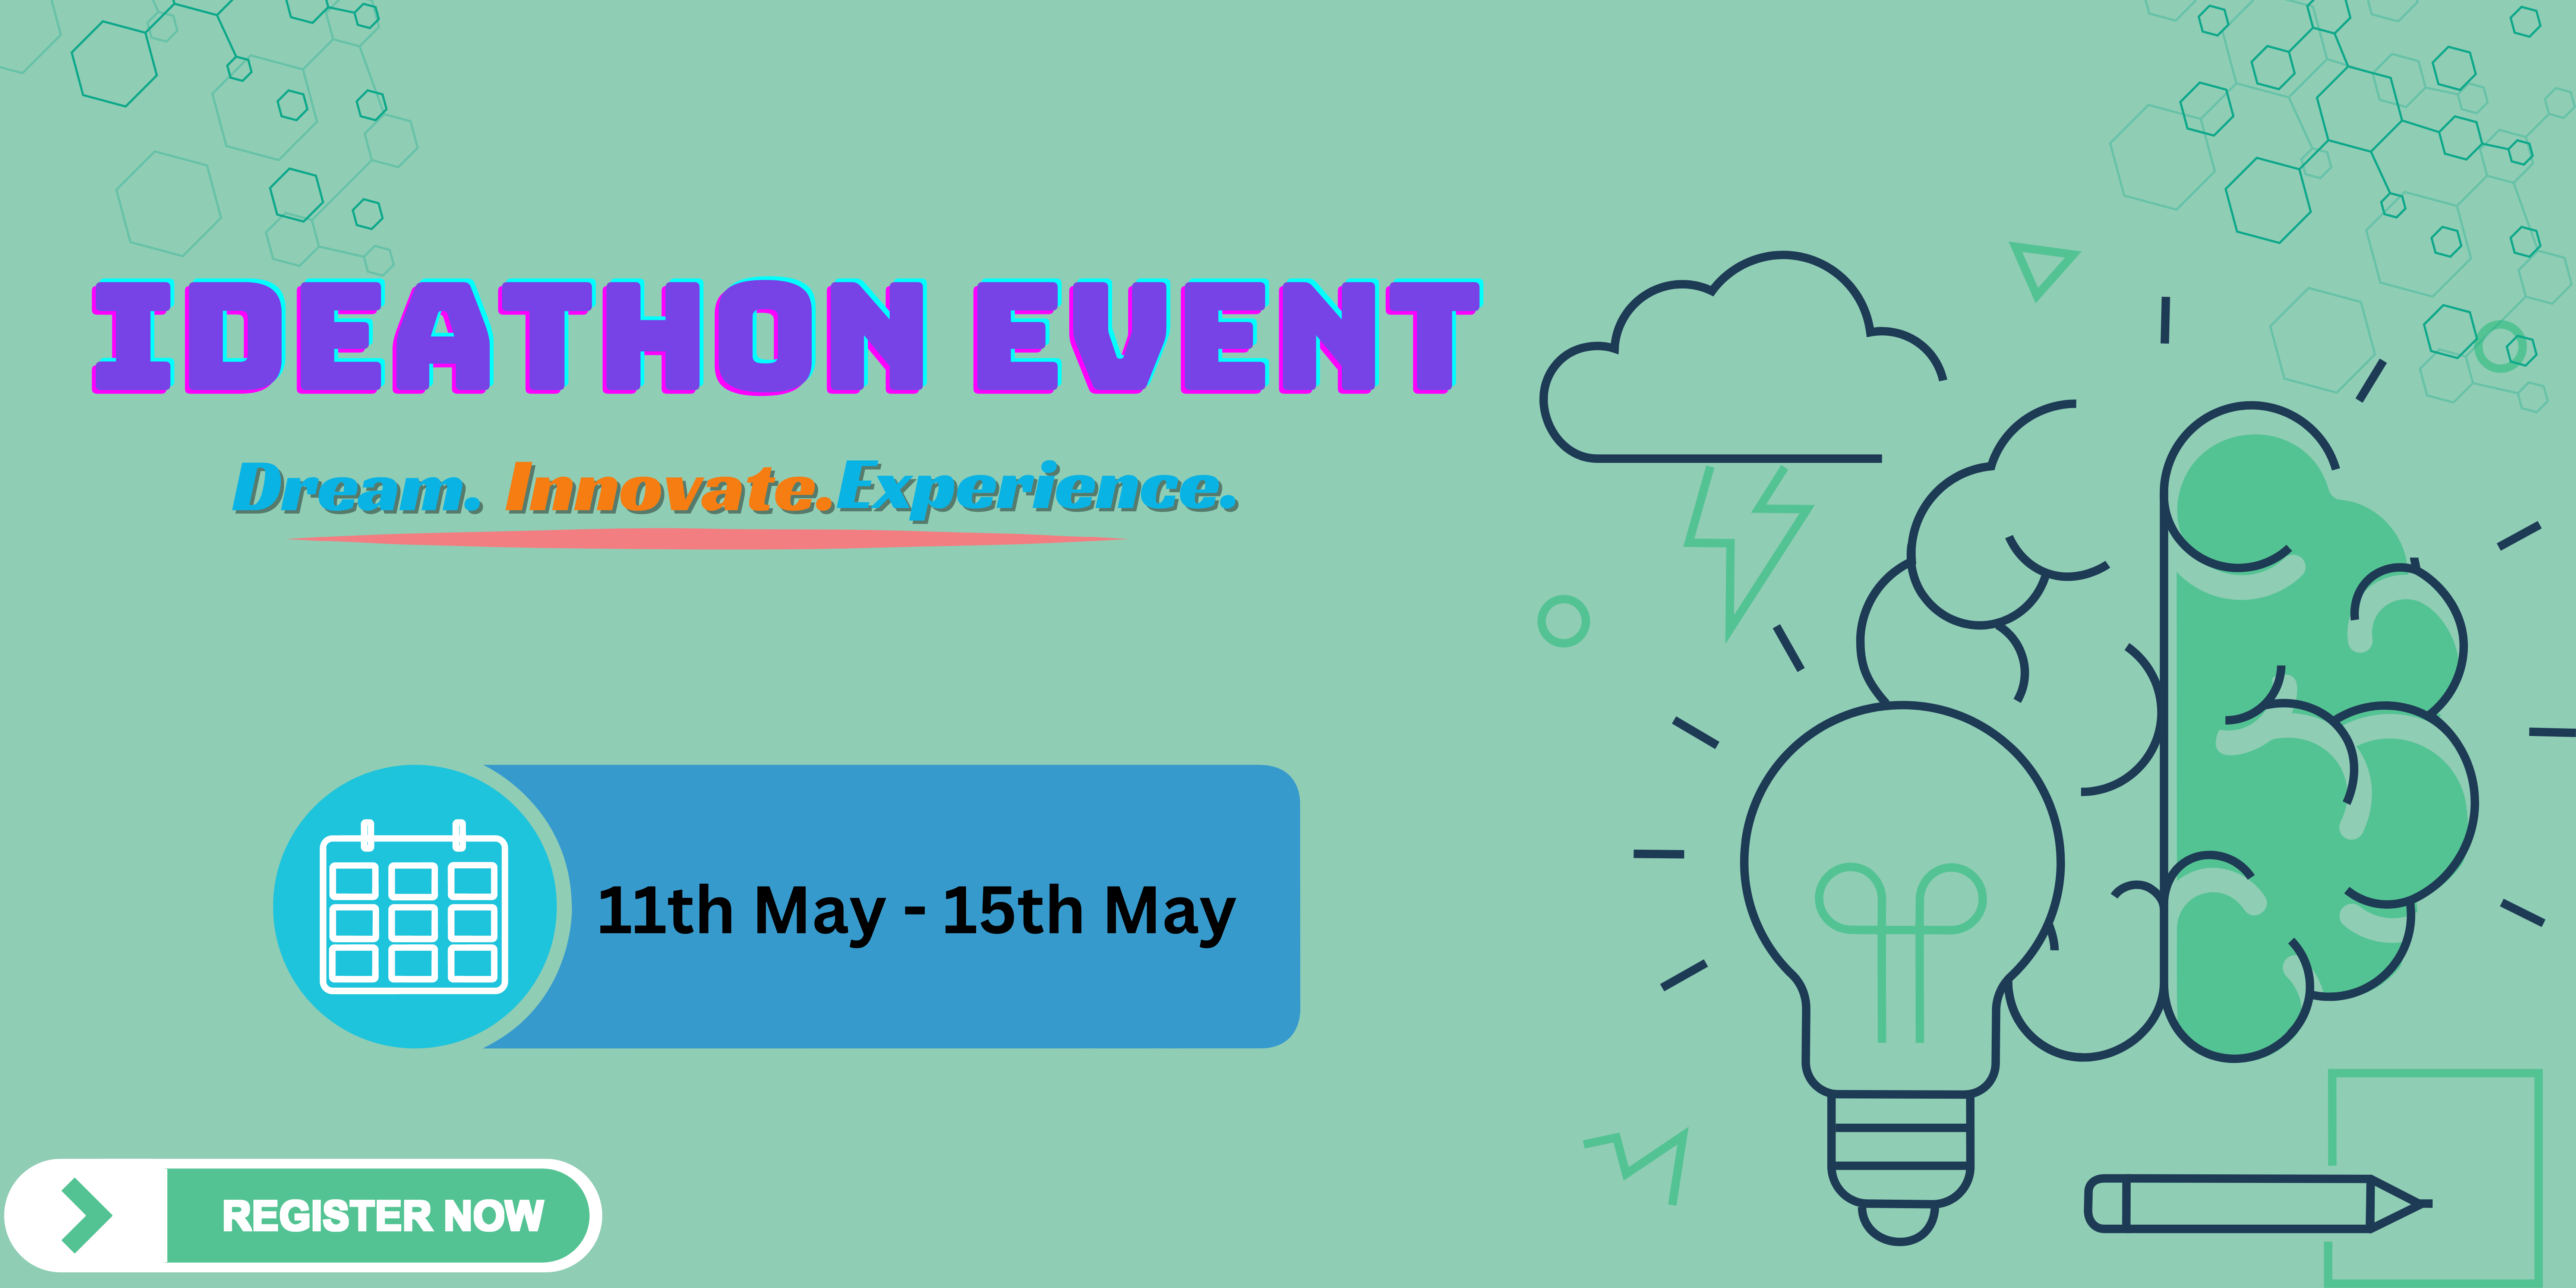 IDEATHON EVENT
Dream. Innovate. Experience.
11th May - 15th May
REGISTER NOW